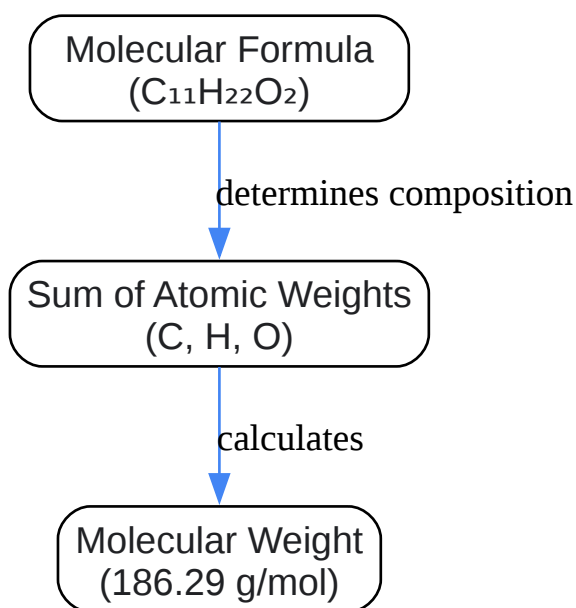 Molecular Formula
(C₁₁H₂₂O₂)
determines composition
Sum of Atomic Weights
(C, H, O)
calculates
Molecular Weight
(186.29 g/mol)